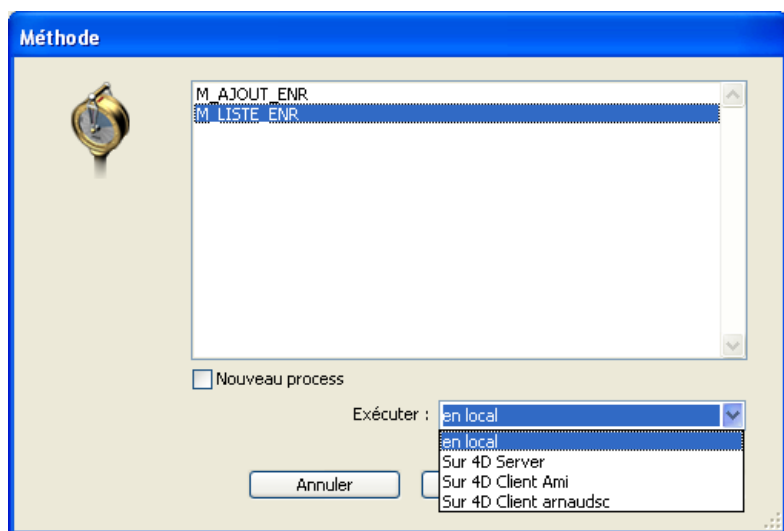 Méthode
M_AJOUT_ENR
M_LISTE_ENR
Nouveau process
Exécuter : en local
en local
Sur 4D Server
Sur 4D Client Ami
Sur 4D Client arnaudsc
Annuler